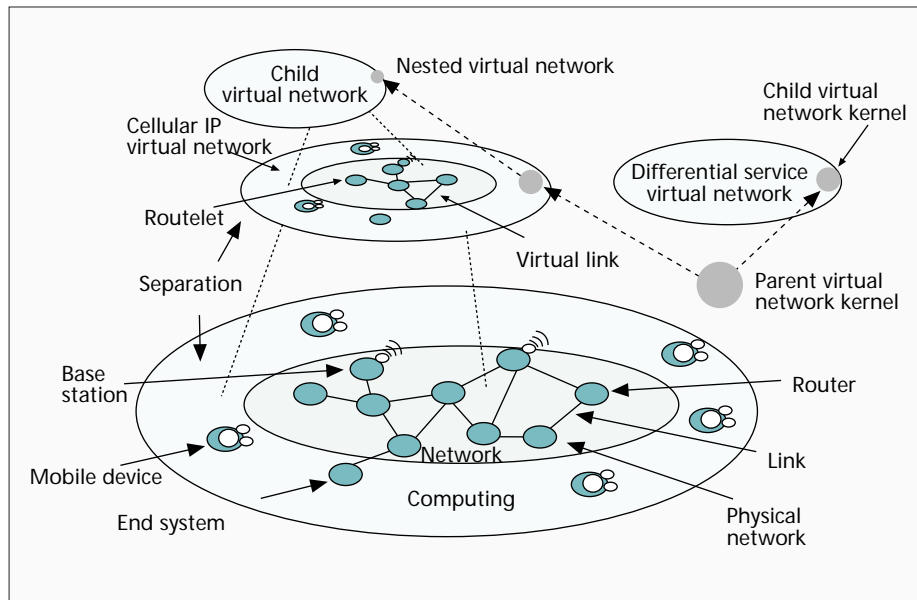 Child
virtual network
Nested virtual network
Child virtual
network kernel
Cellular IP
virtual network
Differential service
virtual network
Routelet
Virtual link
Separation
Parent virtual
network kernel
Base
station
Router
Network
Link
Mobile device
Computing
End system
Physical
network